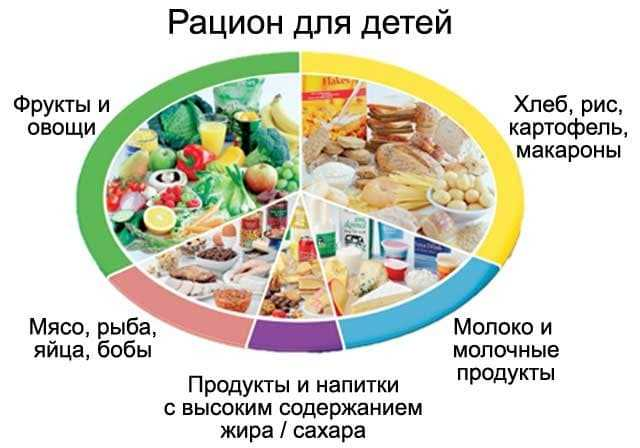 Рацион для детей
Фрукты и
овощи
Хлеб, рис,
картофель,
макароны
Flakes
Мясо, рыба,
яйца, бобы
Молоко и
молочные
продукты
Продукты и напитки
с высоким содержанием
жира / сахара